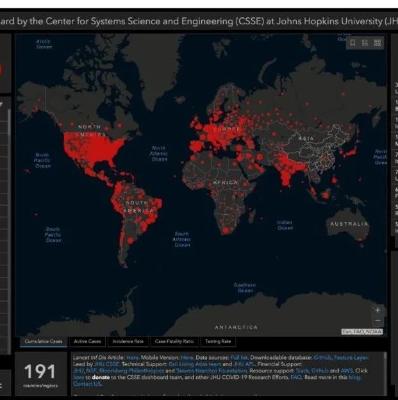 ard by the Center for Systems Science and Engineering (CSSE) at Johns Hopkins University (JH
Arctic
Ocean
NORTH
AMERICA
EUROPE
ASIA
North
Pacific
Ocean
North
Atlantic
Ocean
North
Pacific
AFRICA
SOUTH
AMERICA
Indian
Ocean
AUSTRALIA
South
Pacific
Ocean
South
Atlantic
Ocean
Southern
Ocean
ANTARCTICA
+
−
Esri, FAO, NOAA
Cumulative Cases Active Cases Incidence Rate Case-Fatality Ratio Testing Rate
191
countries/regions
Lancet Inf Dis Article: Here. Mobile Version: Here. Data sources: Full list. Downloadable database: GitHub, Feature Layer.
Lead by JHU CSSE. Technical Support: Esri Living Atlas team and JHU APL. Financial Support:
JHU, NSF, Bloomberg Philanthropies and Stavros Niarchos Foundation. Resource support: Slack, Github and AWS. Click
here to donate to the CSSE dashboard team, and other JHU COVID-19 Research Efforts. FAQ. Read more in this blog.
Contact US.